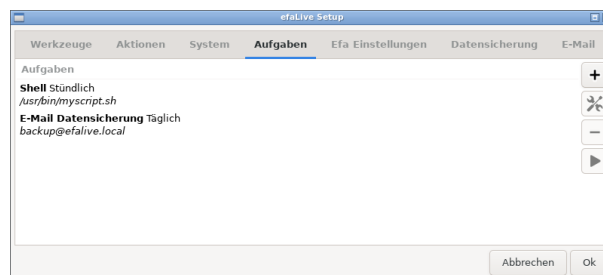 efaLive Setup
Werkzeuge Aktionen System Aufgaben Efa Einstellungen Datensicherung E-Mail
Aufgaben
Shell Stündlich
/usr/bin/myscript.sh
E-Mail Datensicherung Täglich
backup@efalive.local
Abbrechen Ok